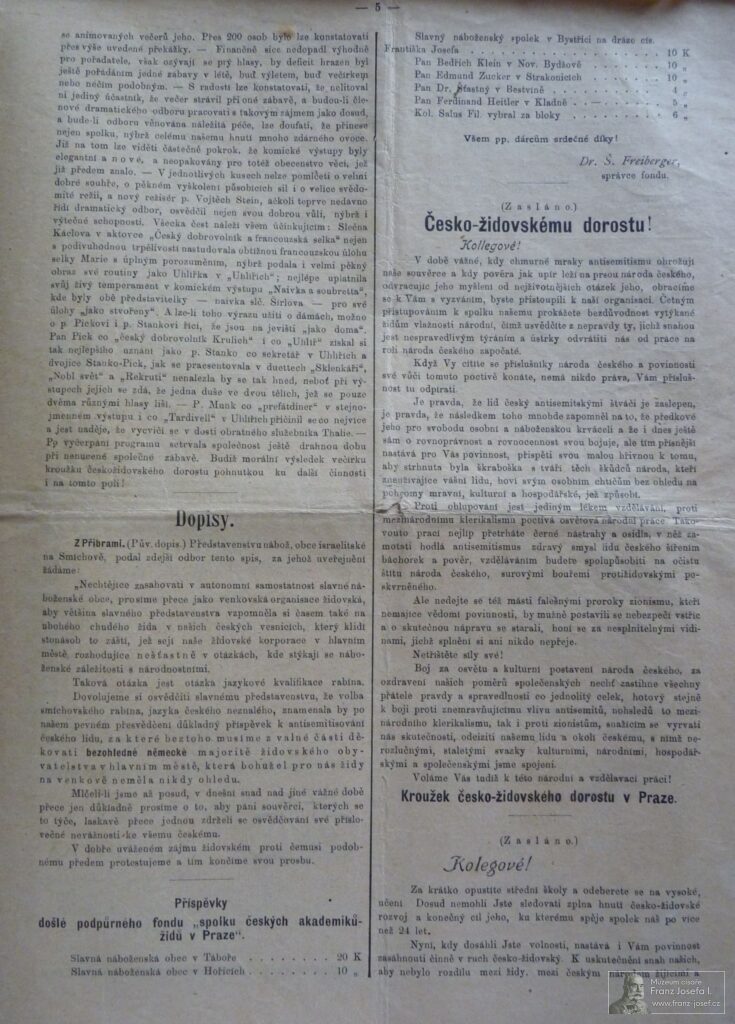 — 5 —
se animovaných večerů jeho. Přes 200 osob bylo lze konstatovati
přes výše uvedené překážky. — Finančně sice nedopadl výhodně
pro pořadatele, však ozývají se prý hlasy, by deficit hrazen byl
ještě pořádáním jedné zábavy v létě, buď výletem, buď večírkem
nebo něčím podobným. — S radostí lze konstatovati, že nelitoval
ni jediný účastník, že večer strávil při oné zábavě, a budou-li čle-
nové dramatického odboru pracovati s takovým zájmem jako dosud,
a bude-li odboru věnována náležitá péče, lze doufati, že přinese
nejen spolku, nýbrž celému našemu hnutí mnoho zdárného ovoce.
Již na tom lze viděti částečný pokrok, že komické výstupy byly
elegantní a nové, a neopakovány pro totéž obecenstvo věci, jež
již předem znalo. — V jednotlivých kusech nelze pomlčeti o velmi
dobré souhře, o pěkném vyškolení působících sil i o velice svědo-
mité režii, a nový režisér p. Vojtěch Stein, ačkoli teprve nedávno
řídí dramatický odbor, osvědčil nejen svou dobrou vůli, nýbrž i
výtečné schopnosti. Všecka čest náleží všem účinkujícím: Slečna
Káclova v aktovce „Český dobrovolník a francouzská selka" nejen
s podivuhodnou trpělivostí nastudovala obtížnou francouzskou úlohu
selky Marie s úplným porozuměním, nýbrž podala i velmi pěkný
obraz své routiny jako Uhlířka v „Uhlířích"; nejlépe uplatnila
svůj živý temperament v komickém výstupu „Naivka a soubretta",
kde byly obě představitelky — naivka slč. Sirlova — pro své
úlohy „jako stvořeny". A lze-li toho výrazu užiti o dámách, možno
o p. Pickovi i p. Stankovi říci, že jsou na jevišti „jako doma".
Pan Pick co „český dobrovolník Krulich" i co „Uhlíř" získal si
tak nejlepšího uznání jako p. Stanko co sekretář v Uhlířích a
dvojice Stanko-Pick, jak se praesentovala v duettech „Sklenkáři",
„Nobl svět" a „Rekruti" nenalezla by se tak hned, neboť při vý-
stupech jejich se zdá, že jedna duše ve dvou tělích, jež se pouze
dvěma různými hlasy liší. — P. Munk co „prefátdiner" v stejno-
jmenném výstupu i co „Tardivell" v Uhlířích přičinil se co nejvíce
a jest naděje, že vycvičí se v dosti obratného služebníka Thalie. —
Pp vyčerpání programu setrvala společnost ještě drahnou dobu
při nenucené společné zábavě. Budiž morální výsledek večírku
kroužku českožidovského dorostu pohnutkou ku další činnosti
i na tomto poli!
Dopisy.
Z Příbrami. (Pův. dopis.) Představenstvu nábož, obce israelitské
na Smíchově, podal zdejší odbor tento spis, za jehož uveřejnění
žádáme:
„Nechtějíce zasahovati v autonomní samostatnost slavné ná-
boženské obce, prosíme přece jako venkovská organisace židovská,
aby většina slavného představenstva vzpomněla si časem také na
ubohého chudého žida v našich českých vesnicích, který klidí
stonásob to záští, jež sejí naše židovské korporace v hlavním
městě, rozhodujíce nešťastně v otázkách, kde stýkají se nábo-
ženské záležitosti s národnostními.
Taková otázka jest otázka jazykové kvalifikace rabína.
Dovolujeme si osvědčiti slavnému představenstvu, že volba
smíchovského rabína, jazyka českého neznalého, znamenala by po
našem pevném přesvědčení důkladný příspěvek k antisemitisování
českého lidu, za které beztoho musíme z valné části dě-
kovati bezohledné německé majoritě židovského oby-
vatelstva v hlavním městě, která bohužel pro nás židy
na venkově neměla nikdy ohledu.
Mlčeli-li jsme až posud, v dnešní snad nad jiné vážné době
přece jen důkladně prosíme o to, aby páni souvěrci, kterých se
to týče, laskavě přece jednou zdrželi se osvědčování své příslo-
večné nevážnosti ke všemu českému.
V dobře uváženém zájmu židovském proti čemusi podob-
nému předem protestujeme a tím končíme svou prosbu.
Příspěvky
došlé podpůrného fondu „spolku českých akademiků-
židů v Praze".
Slavná náboženská obec v Táboře . . . . . . . . 20 K
Slavná náboženská obec v Hořicích . . . . . . . 10 „
Slavný náboženský spolek v Bystřici na dráze cís.
Františka Josefa . . . . . . . . . . . . . 10 K
Pan Bedřich Klein v Nov. Bydžově . . . . . . . 10 „
Pan Edmund Zucker v Strakonicích . . . . . . . 10 „
Pan Dr. Šťastný v Bestvině . . . . . . . . . 4 „
Pan Ferdinand Heitler v Kladně . . . . . . . . 5 „
Kol. Salus Fil. vybral za bloky . . . . . . . . 6 „
Všem pp. dárcům srdečné díky!
Dr. Š. Freiberger,
správce fondu.
(Zasláno.)
Česko-židovskému dorostu!
Kollegové!
V době vážné, kdy chmurné mraky antisemitismu ohrožují
naše souvěrce a kdy pověra jak upír leží na prsou národa českého,
odvracujíc jeho myšlení od nejživotnějších otázek jeho, obracíme
se k Vám s vyzváním, byste přistoupili k naší organisaci. Četným
přistupováním k spolku našemu prokážete bezdůvodnost vytýkané
židům vlažnosti národní, čímž usvědčíte z nepravdy ty, jichž snahou
jest nespravedlivým týráním a ústrky odvrátiti nás od práce na
roli národa českého započaté.
Když Vy cítíte se příslušníky národa českého a povinnosti
své vůči tomuto poctivě konáte, nemá nikdo práva, Vám přísluš-
nost tu odpírati.
Je pravda, že lid český antisemitský štváči je zaslepen,
je pravda, že následkem toho mnohde zapomněl na to, že předkové
jeho pro svobodu osobní a náboženskou krváceli a že i dnes ještě
sám o rovnoprávnost a rovnocennost svou bojuje, ale tím přísnější
nastává pro Vás povinnost, přispěti svou malou hřivnou k tomu,
aby strhnuta byla škraboška s tváří těch škůdců národa, kteří
zneužívajíce vášní lidu, hoví svým osobním chtíčům bez ohledu na
pohromy mravní, kulturní a hospodářské, jež způsobí.
Proti oblupování jest jediným lékem vzdělávání, proti
mezinárodnímu klerikalismu poctivá osvětová národní práce Tako-
vouto prací nejlíp přetrháte černé nástrahy a osidla, v něž za-
motati hodlá antisemitismus zdravý smysl lidu českého šířením
báchorek a pověr, vzděláváním budete spolupůsobiti na očistu
štítu národa českého, surovými bouřemi protižidovskými po-
skvrněného.
Ale nedejte se též másti falešnými proroky zionismu, kteří
nemajíce vědomí povinnosti, by mužně postavili se nebezpečí vstříc
a o skutečnou nápravu se starali, honí se za nesplnitelnými vidi-
nami, jichž splnění si ani nikdo nepřeje.
Netříštěte síly své!
Boj za osvětu a kulturní postavení národa českého, za
ozdravení našich poměrů společenských nechť zastihne všechny
přátele pravdy a spravedlnosti co jednolitý celek, hotový stejně
k boji proti znemravňujícímu vlivu antisemitů, nohsledů to mezi-
národního klerikalismu, tak i proti zionistům, snažícím se vyrvati
nás skutečnosti, odciziti našemu lidu a okolí českému, s nímž ne-
rozlučnými, staletými svazky kulturními, národními, hospodář-
skými a společenskými jsme spojeni.
Voláme Vás tudíž k této národní a vzdělávací práci!
Kroužek česko-židovského dorostu v Praze.
(Zasláno.)
Kolegové!
Za krátko opustíte střední školy a odeberete se na vysoké,
učení Dosud nemohli Jste sledovati zplna hnutí česko-židovské
rozvoj a konečný cíl jeho, ku kterému spěje spolek náš po více
než 24 let.
Nyní, kdy dosáhli Jste volnosti, nastává i Vám povinnost
zasáhnouti činně v ruch česko-židovský. K uskutečnění snah našich,
aby nebylo rozdílu mezi židy, mezi českým národem žijícími a
Muzeum císaře
Franz Josefa I.
www.franz-josef.cz